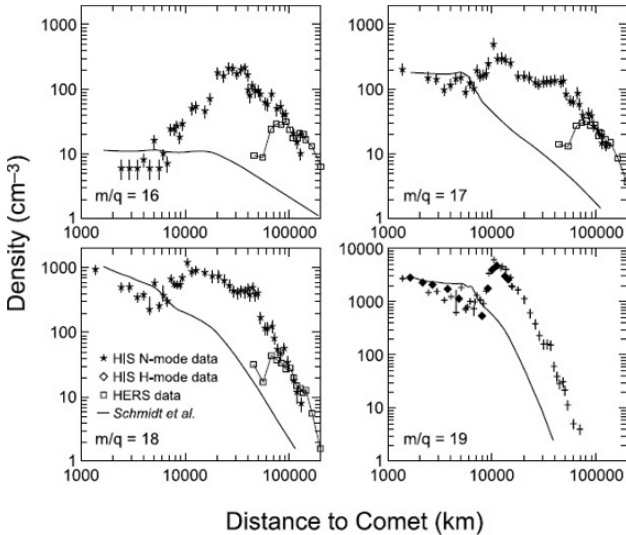 1000
1000
100
100
10
10
m/q = 16
m/q = 17
1
1
1000
10000
100000
1000
10000
100000
Density (cm⁻³)
1000
10000
1000
100
100
★ HIS N-mode data
◇ HIS H-mode data
10
□ HERS data
10
— Schmidt et al.
m/q = 18
m/q = 19
1
1
1000
10000
100000
1000
10000
100000
Distance to Comet (km)